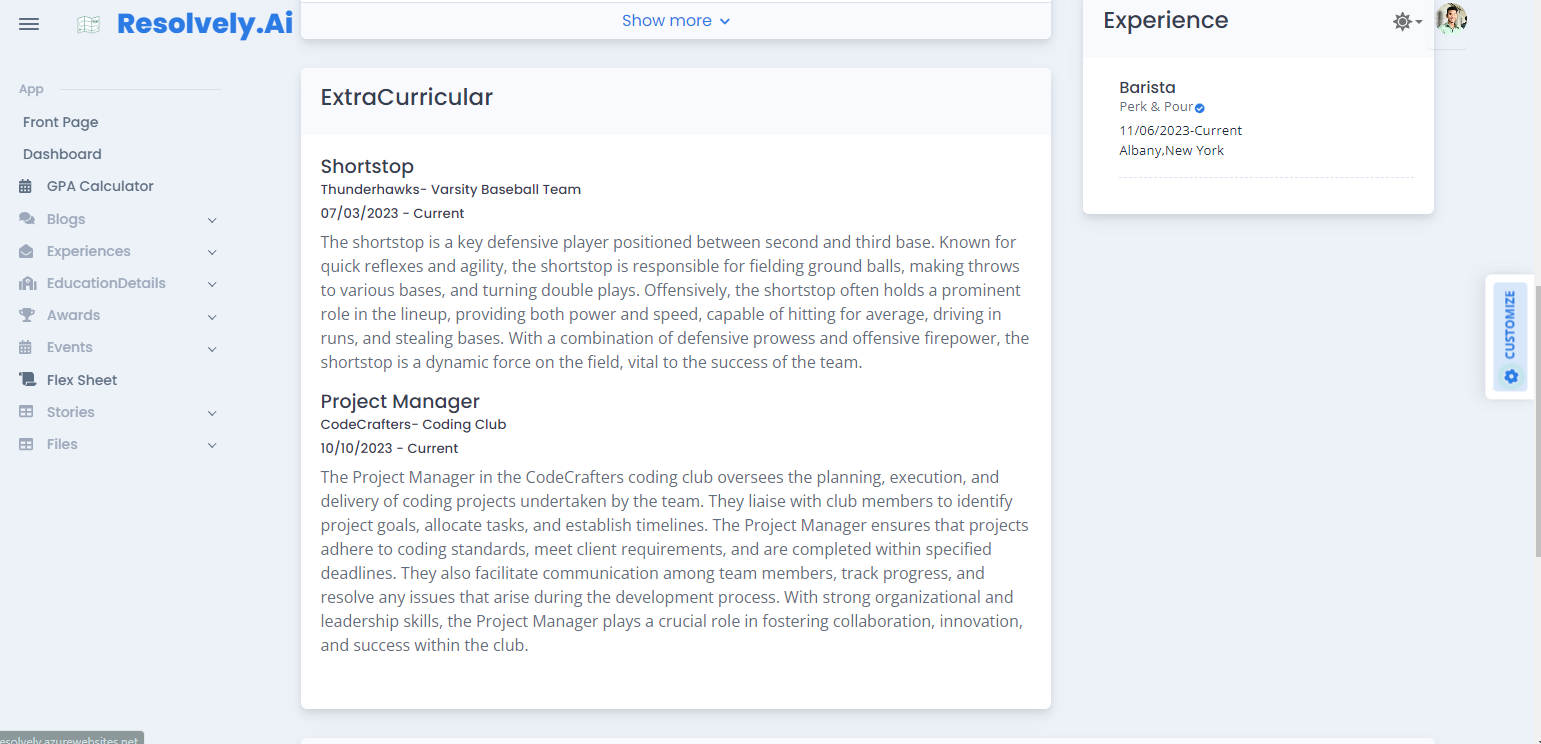 Resolvely.Ai
App
Front Page
Dashboard
GPA Calculator
Blogs
Experiences
EducationDetails
Awards
Events
Flex Sheet
Stories
Files
Show more
ExtraCurricular
Shortstop
Thunderhawks- Varsity Baseball Team
07/03/2023 - Current
The shortstop is a key defensive player positioned between second and third base. Known for
quick reflexes and agility, the shortstop is responsible for fielding ground balls, making throws
to various bases, and turning double plays. Offensively, the shortstop often holds a prominent
role in the lineup, providing both power and speed, capable of hitting for average, driving in
runs, and stealing bases. With a combination of defensive prowess and offensive firepower, the
shortstop is a dynamic force on the field, vital to the success of the team.
Project Manager
CodeCrafters- Coding Club
10/10/2023 - Current
The Project Manager in the CodeCrafters coding club oversees the planning, execution, and
delivery of coding projects undertaken by the team. They liaise with club members to identify
project goals, allocate tasks, and establish timelines. The Project Manager ensures that projects
adhere to coding standards, meet client requirements, and are completed within specified
deadlines. They also facilitate communication among team members, track progress, and
resolve any issues that arise during the development process. With strong organizational and
leadership skills, the Project Manager plays a crucial role in fostering collaboration, innovation,
and success within the club.
Experience
Barista
Perk & Pour
11/06/2023-Current
Albany,New York
CUSTOMIZE
esolvely.azurewebsites.net